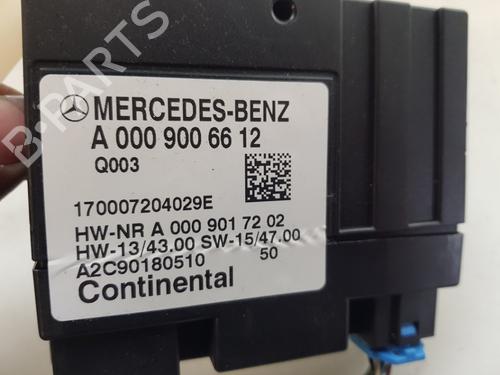 MERCEDES-BENZ
A 000 900 66 12
Q003
170007204029E
HW-NR A 000 901 72 02
HW-13/43.00 SW-15/47.00
A2C90180510 50
Continental
B-PARTS